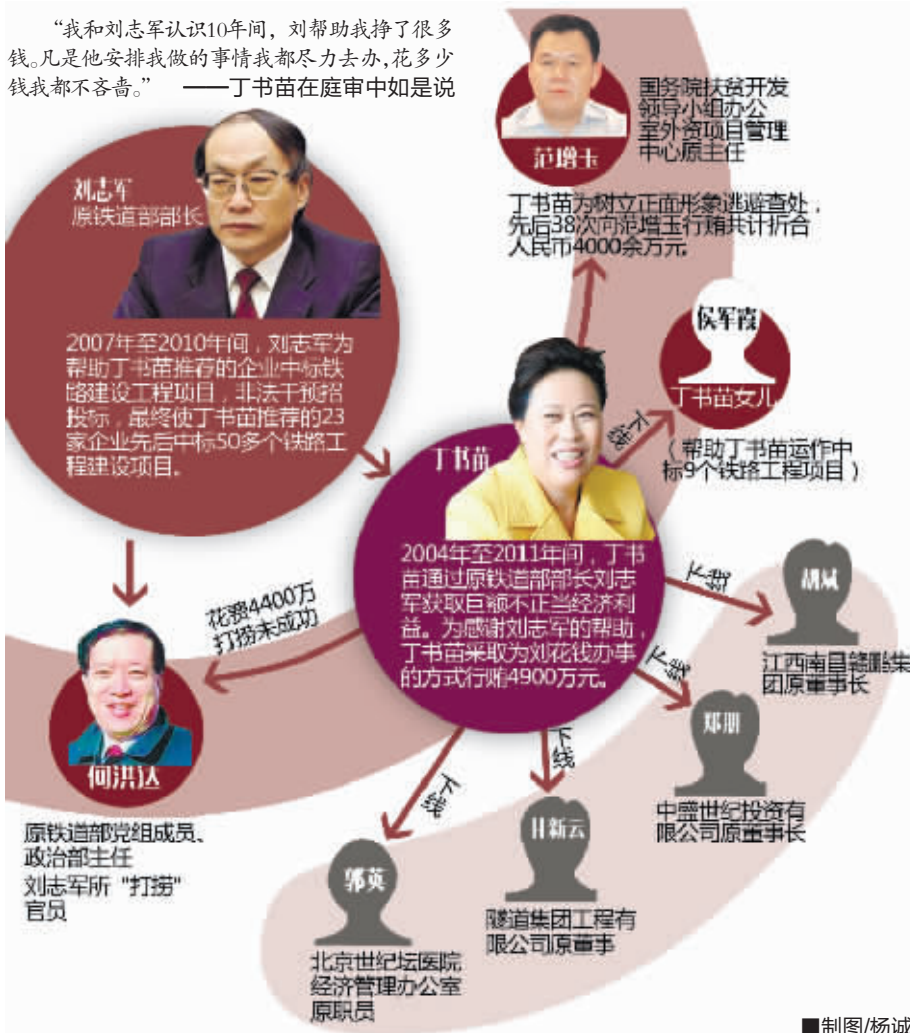 “我和刘志军认识10年间，刘帮助我挣了很多
钱。凡是他安排我做的事情我都尽力去办,花多少
钱我都不吝啬。” ——丁书苗在庭审中如是说
刘志军
原铁道部部长
2007年至2010年间，刘志军为
帮助丁书苗推荐的企业中标铁
路建设工程项目，非法干预招
投标，最终使丁书苗推荐的23
家企业先后中标50多个铁路工
程建设项目。
范增玉
国务院扶贫开发
领导小组办公
室外资项目管理
中心原主任
丁书苗为树立正面形象逃避查处，
先后38次向范增玉行贿共计折合
人民币4000余万元。
侯军霞
丁书苗女儿
下线
（帮助丁书苗运作中
标9个铁路工程项目）
丁书苗
2004年至2011年间，丁书
苗通过原铁道部部长刘志
军获取巨额不正当经济利
益。为感谢刘志军的帮助，
丁书苗采取为刘花钱办事
的方式行贿4900万元。
下线
胡斌
江西南昌赣鹏集
团原董事长
下线
郑朋
中盛世纪投资有
限公司原董事长
下线
甘新云
隧道集团工程有
限公司原董事
下线
郭英
北京世纪坛医院
经济管理办公室
原职员
花费4400万
打捞未成功
何洪达
原铁道部党组成员、
政治部主任
刘志军所“打捞”
官员
■制图/杨诚